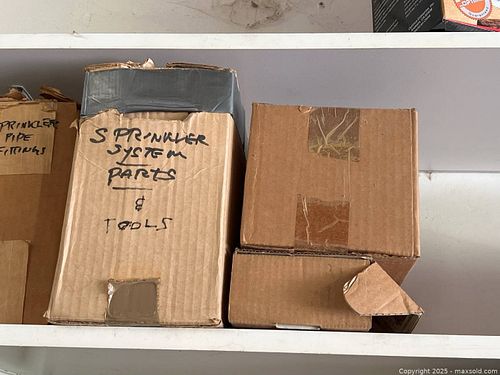 SPRINKLER
PIPE
FITTINGS
SPRINKLER
SYSTEM
PARTS
&
TOOLS
Copyright © 2025 - maxsold.com